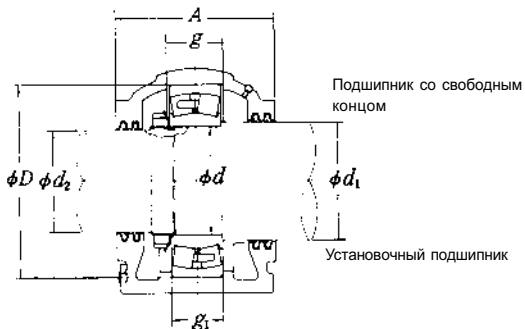 A
g
Подшипник со свободным
концом
ϕD ϕd₂ ϕd ϕd₁
Установочный подшипник
g₁